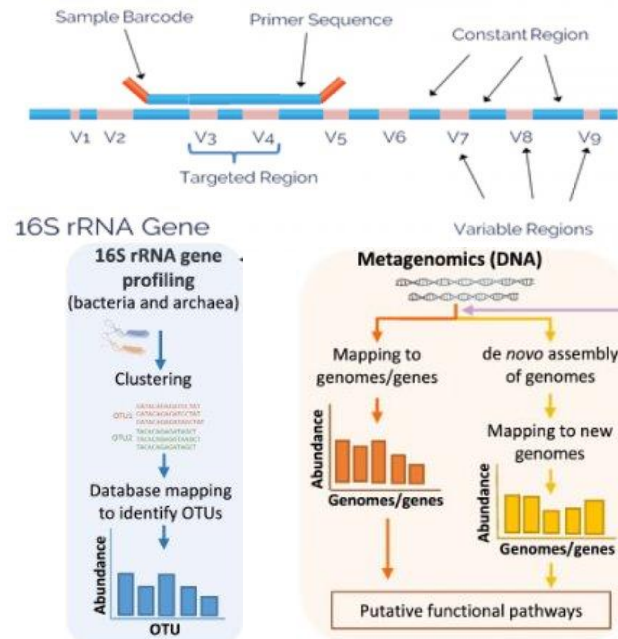 Sample Barcode
Primer Sequence
Constant Region
V1
V2
V3
V4
V5
V6
V7
V8
V9
Targeted Region
Variable Regions
16S rRNA Gene
16S rRNA gene
profiling
(bacteria and archaea)
Clustering
OTU1
OTU2
Database mapping
to identify OTUs
Abundance
OTU
Metagenomics (DNA)
Mapping to
genomes/genes
Abundance
Genomes/genes
de novo assembly
of genomes
Mapping to new
genomes
Abundance
Genomes/genes
Putative functional pathways